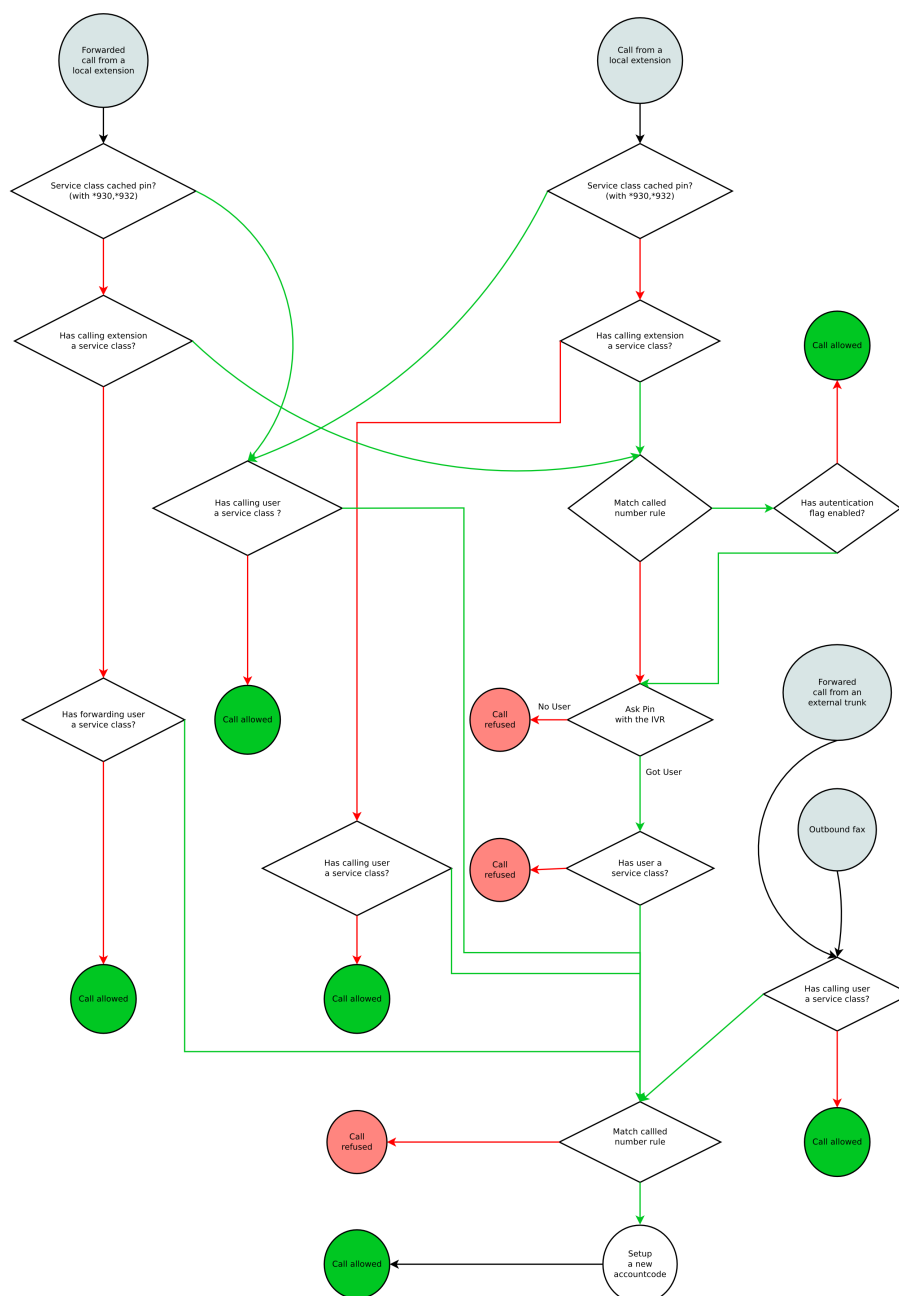 Forwarded
call from a
local extension
Call from a
local extension
Service class cached pin?
(with *930,*932)
Service class cached pin?
(with *930,*932)
Has calling extension
a service class?
Has calling extension
a service class?
Call allowed
Has calling user
a service class ?
Match called
number rule
Has autentication
flag enabled?
Forwared
call from an
external trunk
Has forwarding user
a service class?
Call allowed
Call
refused
No User
Ask Pin
with the IVR
Got User
Outbound fax
Has calling user
a service class?
Call
refused
Has user a
service class?
Call allowed
Call allowed
Has calling user
a service class?
Call
refused
Match callled
number rule
Call allowed
Call allowed
Setup
a new
accountcode